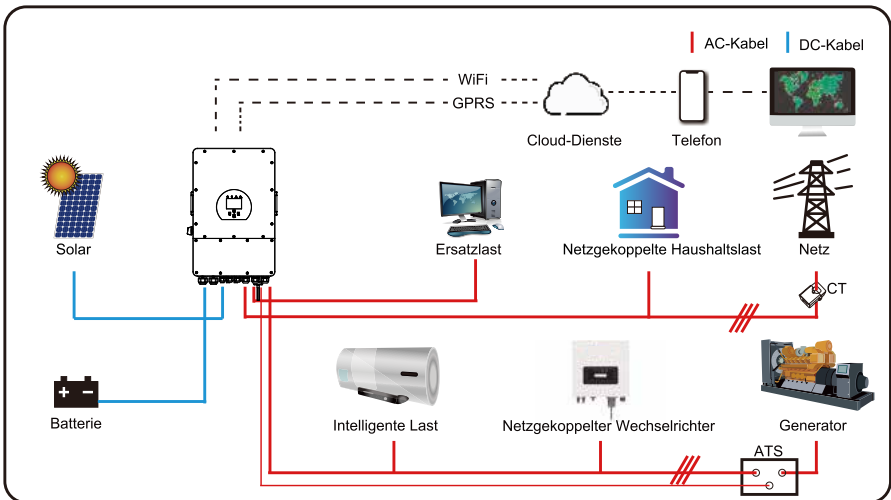 AC-Kabel
DC-Kabel
WiFi
GPRS
Cloud-Dienste
Telefon
Solar
Ersatzlast
Netzgekoppelte Haushaltslast
Netz
CT
Batterie
Intelligente Last
Netzgekoppelter Wechselrichter
Generator
ATS